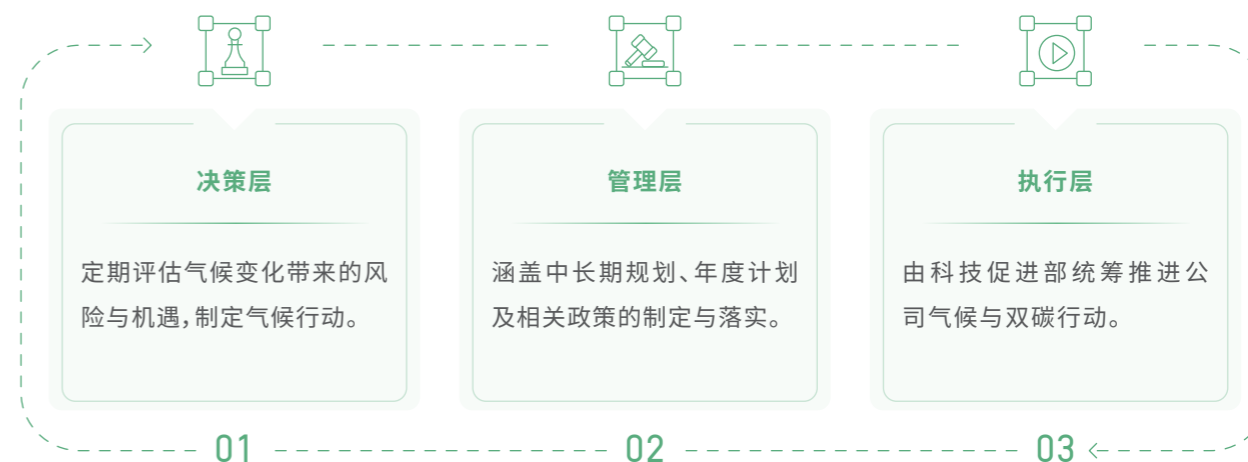 决策层
定期评估气候变化带来的风
险与机遇，制定气候行动。
01
管理层
涵盖中长期规划、年度计划
及相关政策的制定与落实。
02
执行层
由科技促进部统筹推进公
司气候与双碳行动。
03